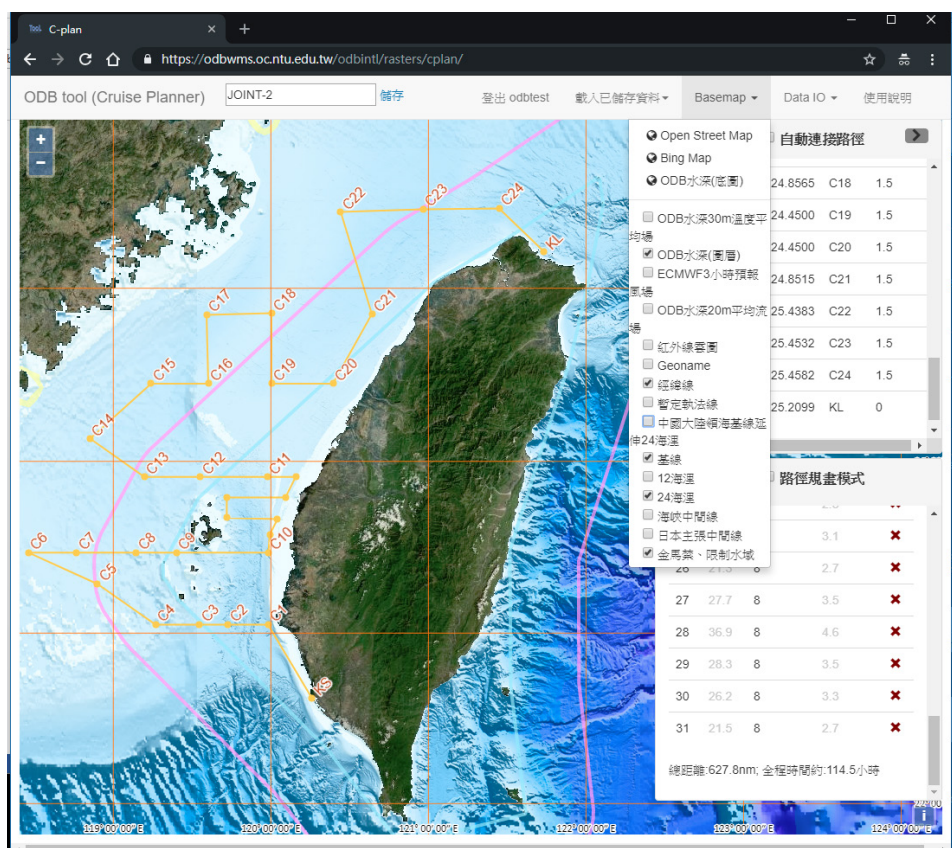 C-plan
https://odbwms.oc.ntu.edu.tw/odbintl/rasters/cplan/
ODB tool (Cruise Planner)
JOINT-2
儲存
登出 odbtest
載入已儲存資料
Basemap
Data IO
使用說明
+
−
Open Street Map
Bing Map
ODB水深(底圖)
ODB水深30m溫度平
均場
ODB水深(圖層)
ECMWF3小時預報
風場
ODB水深20m平均流
場
紅外線雲圖
Geoname
經緯線
暫定執法線
中國大陸領海基線延
伸24海浬
基線
12海浬
24海浬
海峽中間線
日本主張中間線
金馬藥、限制水域
自動連接路徑
24.8565 C18 1.5
24.4500 C19 1.5
24.4500 C20 1.5
24.8515 C21 1.5
25.4383 C22 1.5
25.4532 C23 1.5
25.4582 C24 1.5
25.2099 KL 0
路徑規畫模式
3.1
26 21.5 8 2.7
27 27.7 8 3.5
28 36.9 8 4.6
29 28.3 8 3.5
30 26.2 8 3.3
31 21.5 8 2.7
總距離:627.8nm; 全程時間約:114.5小時
C22
C23
C24
KL
C17
C18
C21
C15
C16
C19
C20
C14
C13
C12
C11
C6
C7
C8
C9
C10
C5
C4
C3
C2
C1
KS
119°00'00" E
120°00'00" E
121°00'00" E
122°00'00" E
123°00'00" E
124°00'00" E
i